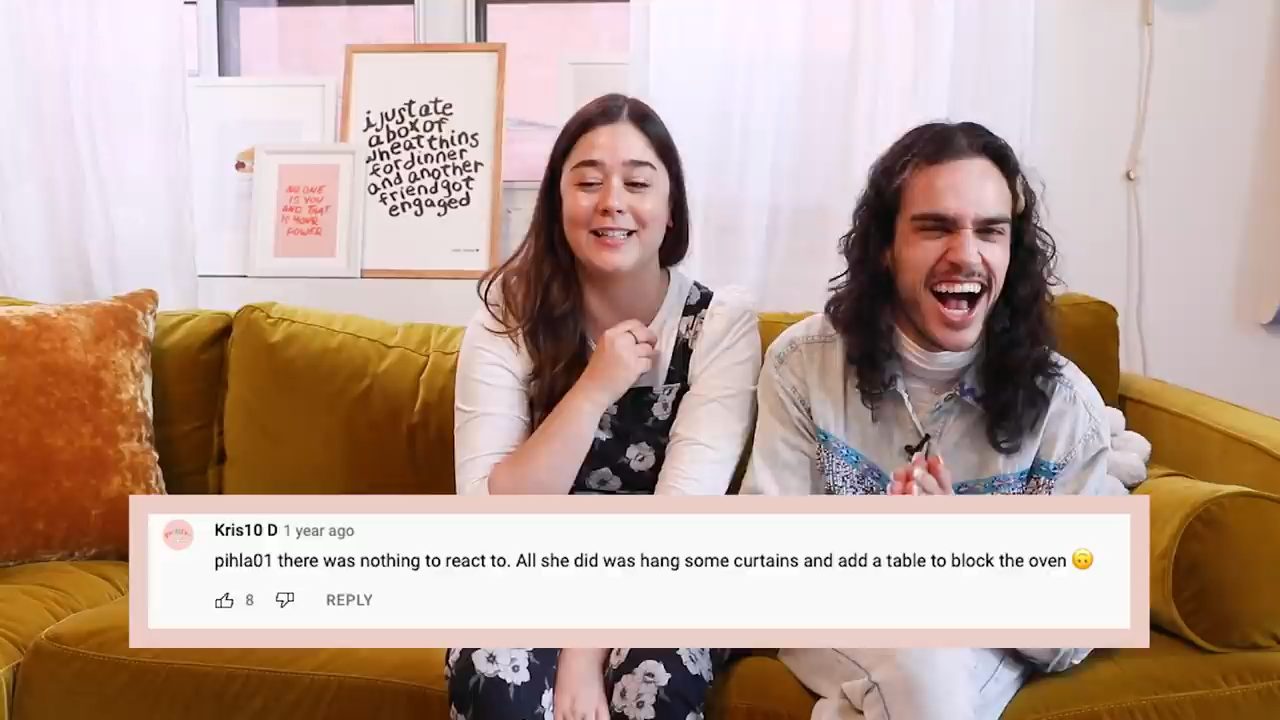 i just ate
a box of
wheat thins
for dinner
and another
friend got
engaged
NO ONE
IS YOU
AND THAT
IS YOUR
POWER
Kris10 D 1 year ago
pihla01 there was nothing to react to. All she did was hang some curtains and add a table to block the oven 🙃
8 REPLY